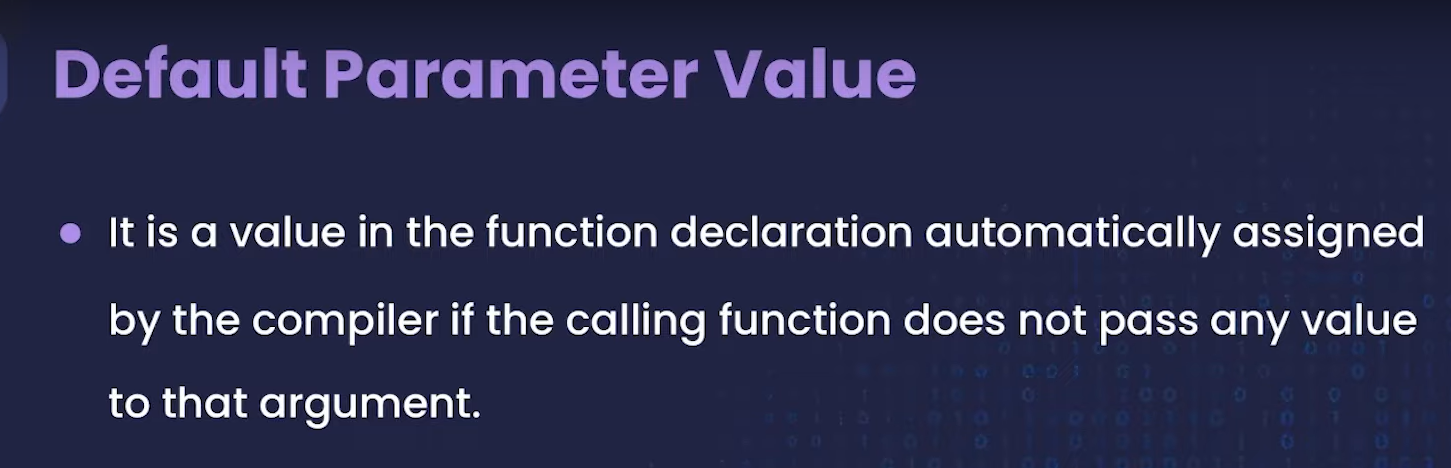 Default Parameter Value
It is a value in the function declaration automatically assigned
by the compiler if the calling function does not pass any value
to that argument.